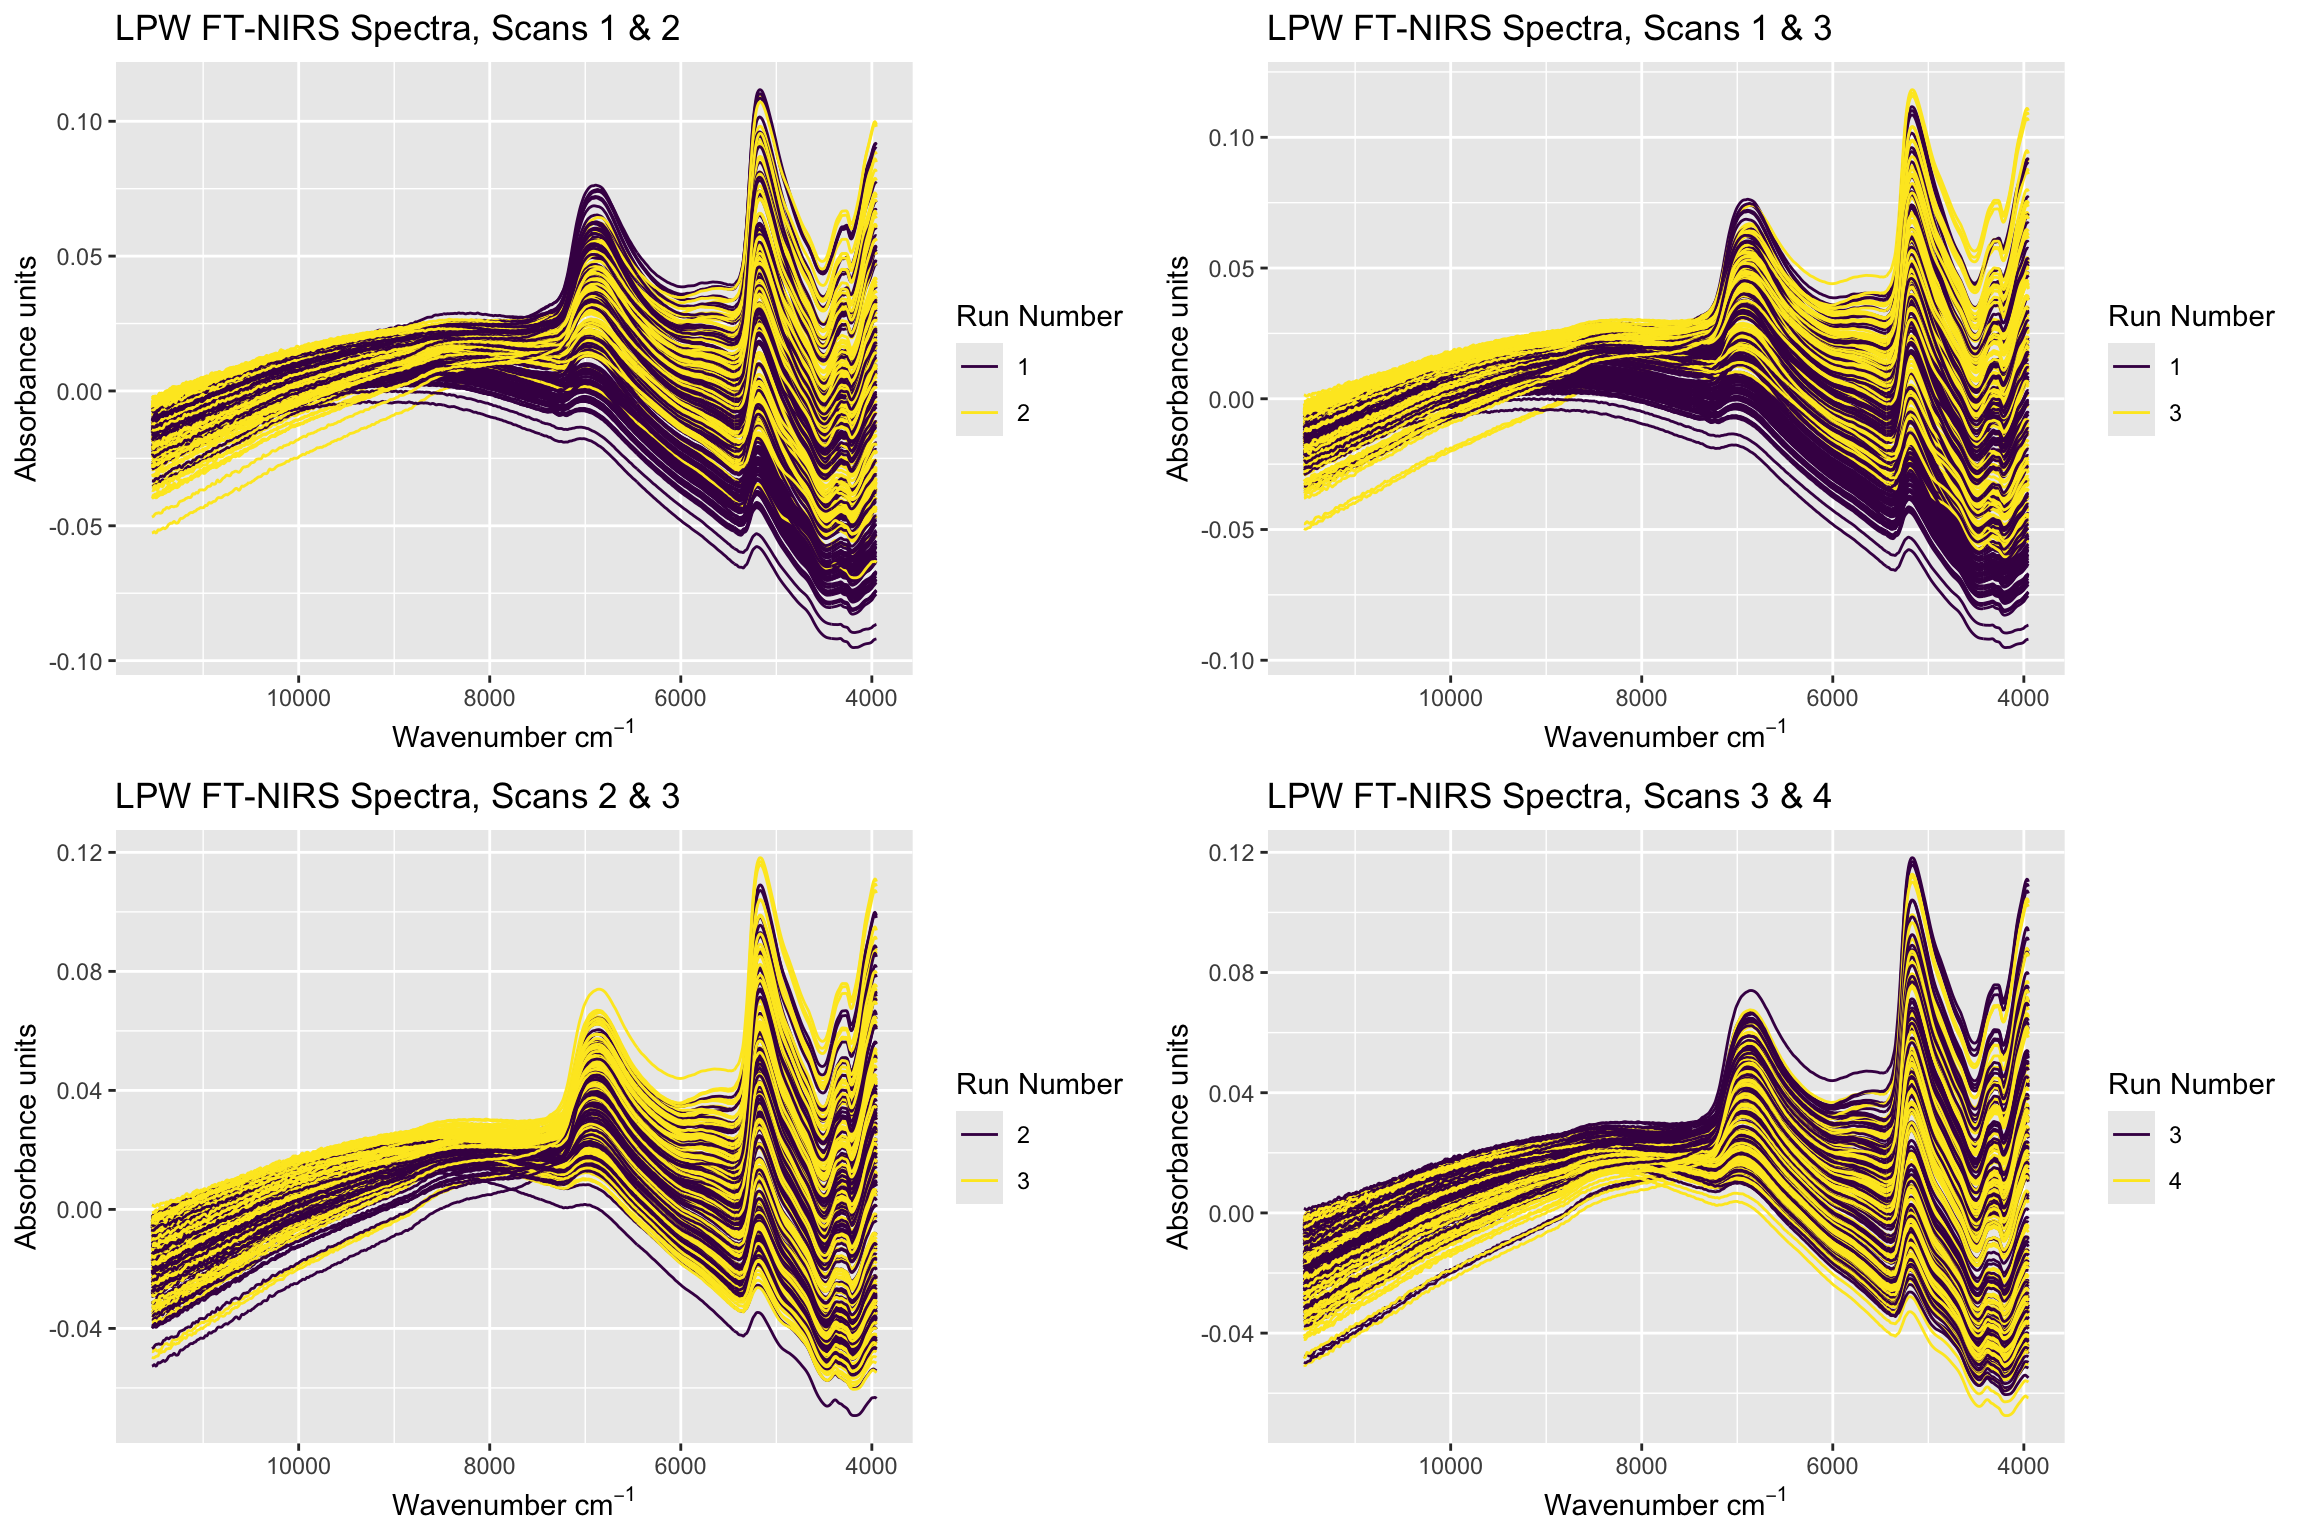 LPW FT-NIRS Spectra, Scans 1 & 2
0.10
0.05
0.00
-0.05
-0.10
Absorbance units
10000 8000 6000 4000
Wavenumber cm⁻¹
Run Number
1
2
LPW FT-NIRS Spectra, Scans 1 & 3
0.10
0.05
0.00
-0.05
-0.10
Absorbance units
10000 8000 6000 4000
Wavenumber cm⁻¹
Run Number
1
3
LPW FT-NIRS Spectra, Scans 2 & 3
0.12
0.08
0.04
0.00
-0.04
Absorbance units
10000 8000 6000 4000
Wavenumber cm⁻¹
Run Number
2
3
LPW FT-NIRS Spectra, Scans 3 & 4
0.12
0.08
0.04
0.00
-0.04
Absorbance units
10000 8000 6000 4000
Wavenumber cm⁻¹
Run Number
3
4